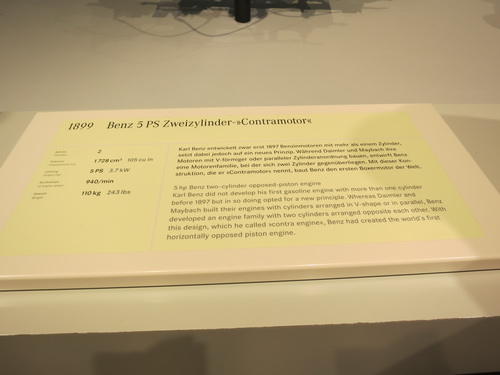 1899 Benz 5 PS Zweizylinder-»Contramotor«
2
1728 cm³ 105 cu in
5 PS 3.7 kW
940/min
110 kg 243 lbs
Karl Benz entwickelt zwar erst 1897 Benzinmotoren mit mehr als einem Zylinder,
setzt dabei jedoch auf ein neues Prinzip. Während Daimler und Maybach ihre
Motoren mit V-förmiger oder paralleler Zylinderanordnung bauen, entwirft Benz
eine Motorenfamilie, bei der sich zwei Zylinder gegenüberliegen. Mit dieser Kon-
struktion, die er »Contramotor« nennt, baut Benz den ersten Boxermotor der Welt.
5 hp Benz two-cylinder opposed-piston engine
Karl Benz did not develop his first gasoline engine with more than one cylinder
before 1897 but in so doing opted for a new principle. Whereas Daimler and
Maybach built their engines with cylinders arranged in V-shape or in parallel, Benz
developed an engine family with two cylinders arranged opposite each other. With
this design, which he called »contra engine«, Benz had created the world's first
horizontally opposed piston engine.